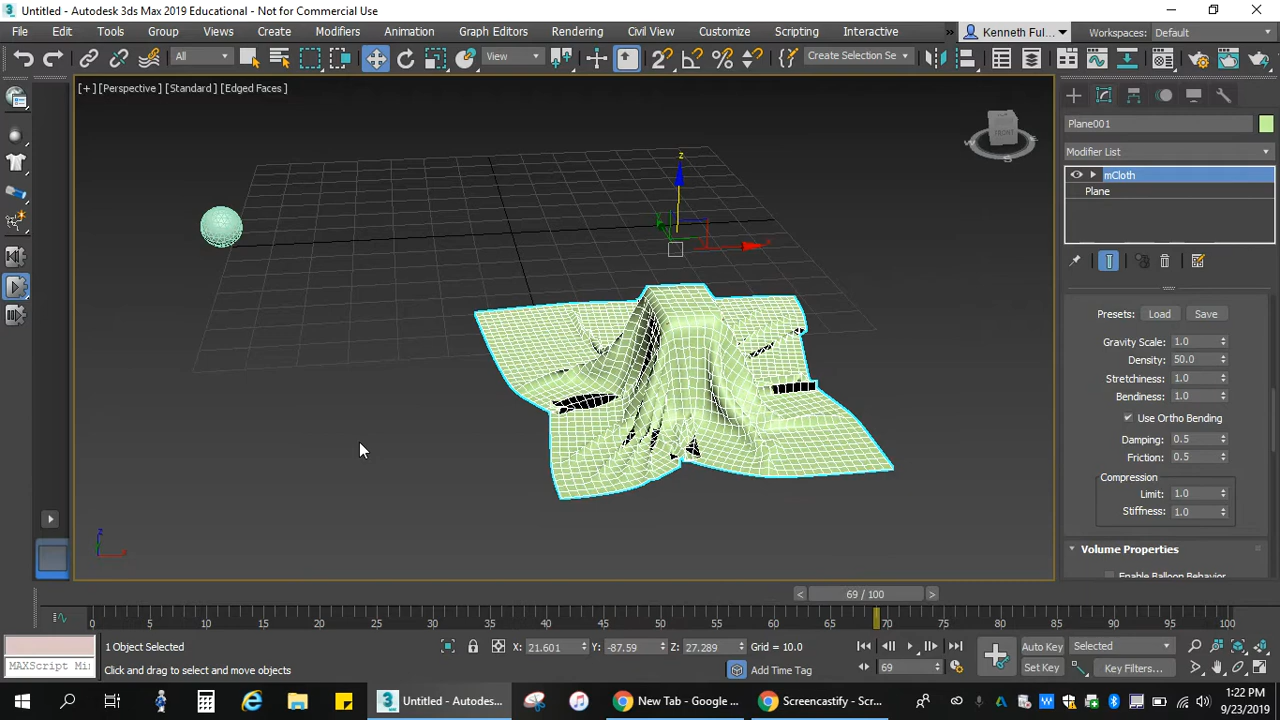 Untitled - Autodesk 3ds Max 2019 Educational - Not for Commercial Use
File Edit Tools Group Views Create Modifiers Animation Graph Editors Rendering Civil View Customize Scripting Interactive » Kenneth Ful... Workspaces: Default
All View Create Selection Se
[+] [Perspective] [Standard] [Edged Faces]
Plane001
Modifier List
mCloth
Plane
FRONT
z
x
Presets: Load Save
Gravity Scale: 1.0
Density: 50.0
Stretchiness: 1.0
Bendiness: 1.0
Use Ortho Bending
Damping: 0.5
Friction: 0.5
Compression
Limit: 1.0
Stiffness: 1.0
Volume Properties
Enable Balloon Behavior
< 69 / 100 >
0 5 10 15 20 25 30 35 40 45 50 55 60 65 70 75 80 85 90 95 100
1 Object Selected X: 21.601 Y: -87.59 Z: 27.289 Grid = 10.0 Auto Key Selected
MAXScript Mi Click and drag to select and move objects Add Time Tag 69 Set Key Key Filters...
Untitled - Autodes... New Tab - Google ... Screencastify - Scr...
1:22 PM
9/23/2019